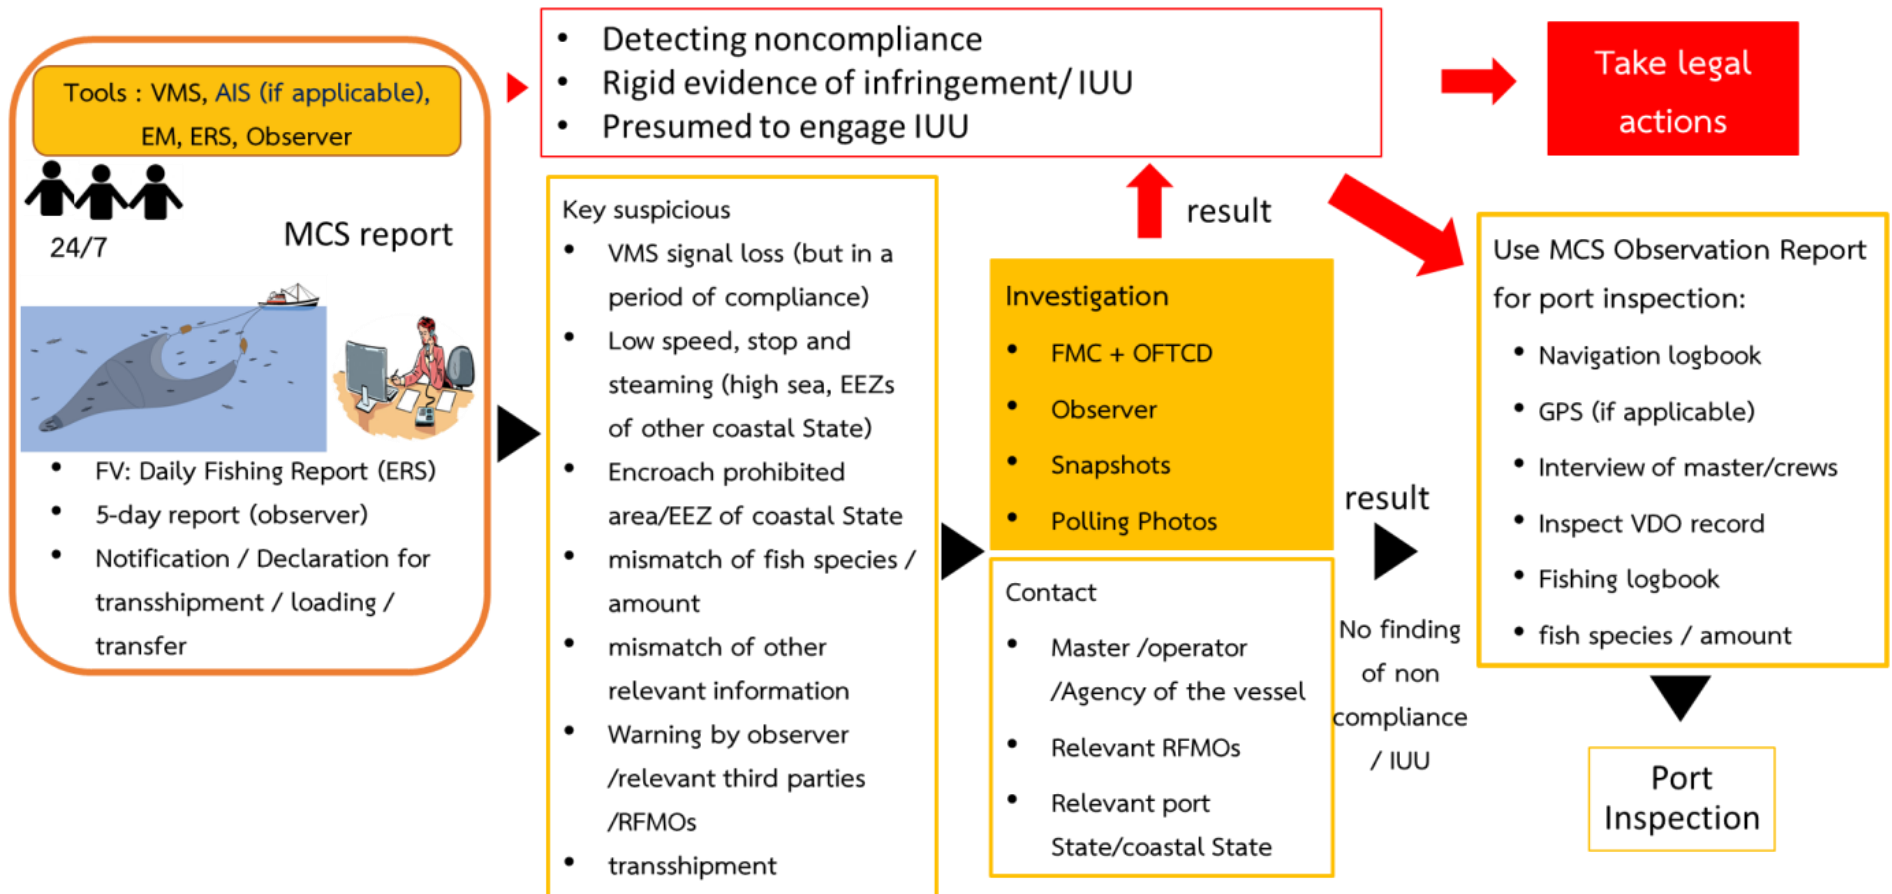 Tools : VMS, AIS (if applicable),
EM, ERS, Observer
24/7
MCS report
• FV: Daily Fishing Report (ERS)
• 5-day report (observer)
• Notification / Declaration for
transshipment / loading /
transfer
• Detecting noncompliance
• Rigid evidence of infringement/ IUU
• Presumed to engage IUU
Take legal
actions
Key suspicious
• VMS signal loss (but in a
period of compliance)
• Low speed, stop and
steaming (high sea, EEZs
of other coastal State)
• Encroach prohibited
area/EEZ of coastal State
• mismatch of fish species /
amount
• mismatch of other
relevant information
• Warning by observer
/relevant third parties
/RFMOs
• transshipment
result
Investigation
• FMC + OFTCD
• Observer
• Snapshots
• Polling Photos
Contact
• Master /operator
/Agency of the vessel
• Relevant RFMOs
• Relevant port
State/coastal State
result
No finding
of non
compliance
/ IUU
Use MCS Observation Report
for port inspection:
• Navigation logbook
• GPS (if applicable)
• Interview of master/crews
• Inspect VDO record
• Fishing logbook
• fish species / amount
Port
Inspection